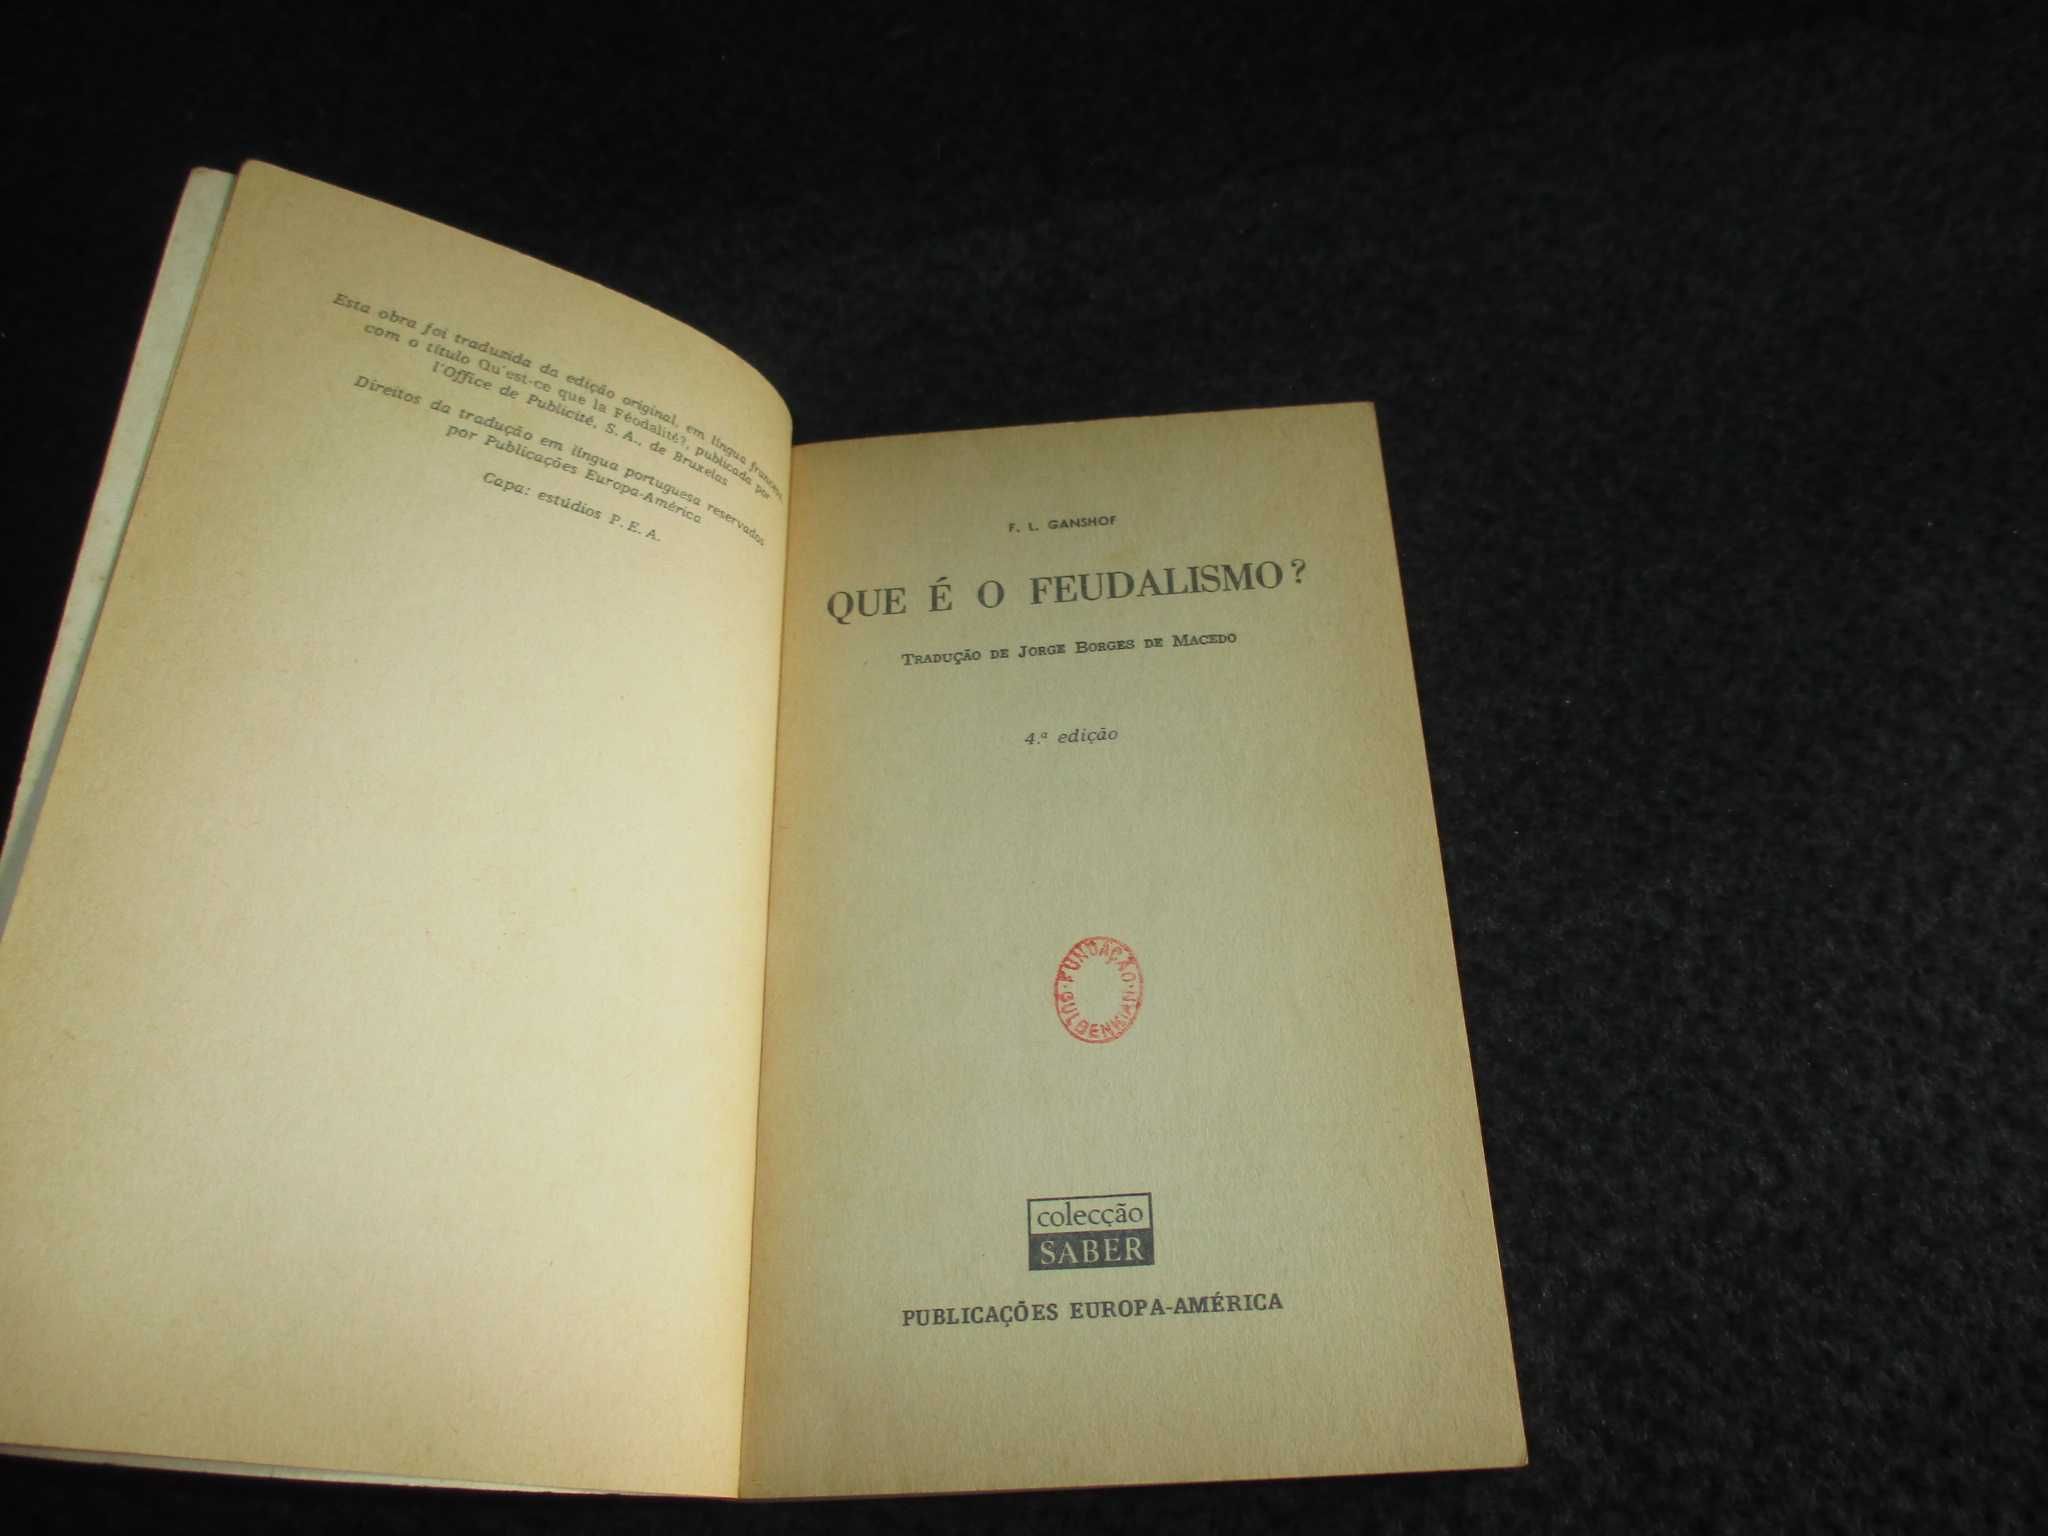 Esta obra foi traduzida da edição original, em língua francesa,
com o título Qu'est-ce que la Féodalité?, publicada por
l'Office de Publicité, S. A., de Bruxelas
Direitos da tradução em língua portuguesa reservados
por Publicações Europa-América
Capa: estúdios P. E. A.
F. L. GANSHOF
QUE É O FEUDALISMO?
TRADUÇÃO DE JORGE BORGES DE MACEDO
4.ª edição
FUNDAÇÃO
GULBENKIAN
colecção
SABER
PUBLICAÇÕES EUROPA-AMÉRICA